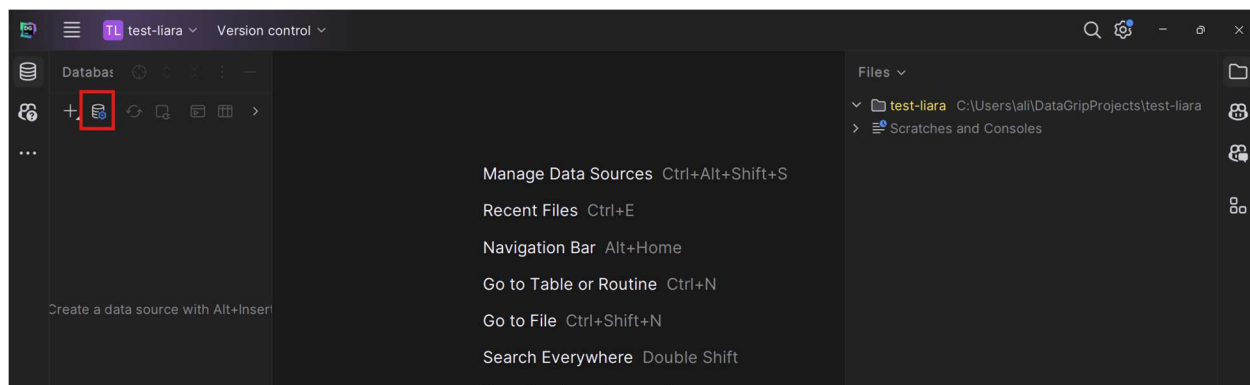 TL test-liara Version control
Databas
Create a data source with Alt+Insert
Manage Data Sources Ctrl+Alt+Shift+S
Recent Files Ctrl+E
Navigation Bar Alt+Home
Go to Table or Routine Ctrl+N
Go to File Ctrl+Shift+N
Search Everywhere Double Shift
Files
test-liara C:\Users\ali\DataGripProjects\test-liara
Scratches and Consoles